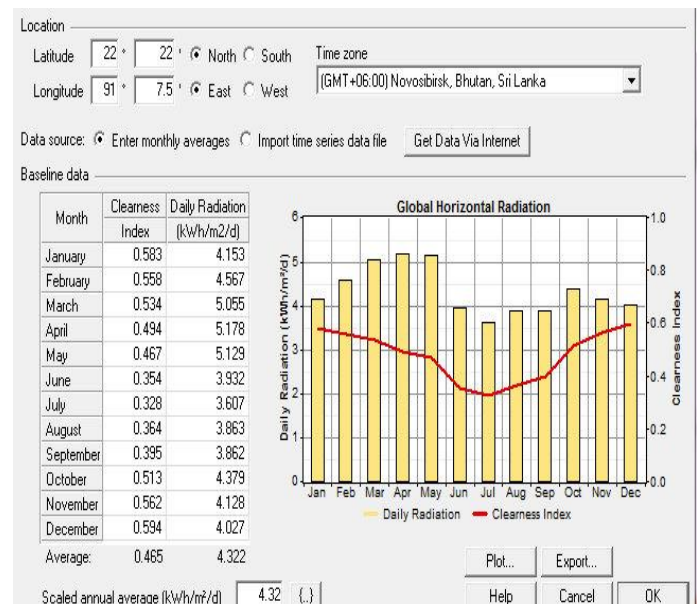 Location
Latitude 22 ° 22 ' North South Time zone
Longitude 91 ° 7.5 ' East West (GMT+06:00) Novosibirsk, Bhutan, Sri Lanka
Data source: Enter monthly averages Import time series data file Get Data Via Internet
Baseline data
Month Clearness Index Daily Radiation (kWh/m2/d)
January 0.583 4.153
February 0.558 4.567
March 0.534 5.055
April 0.494 5.178
May 0.467 5.129
June 0.354 3.932
July 0.328 3.607
August 0.364 3.863
September 0.395 3.862
October 0.513 4.379
November 0.562 4.128
December 0.594 4.027
Average: 0.465 4.322
Global Horizontal Radiation
Daily Radiation (kWh/m²/d)
6
5
4
3
2
1
0
1.0
0.8
0.6
0.4
0.2
0.0
Clearness Index
Jan Feb Mar Apr May Jun Jul Aug Sep Oct Nov Dec
Daily Radiation Clearness Index
Plot... Export...
Scaled annual average (kWh/m²/d) 4.32 {..} Help Cancel OK